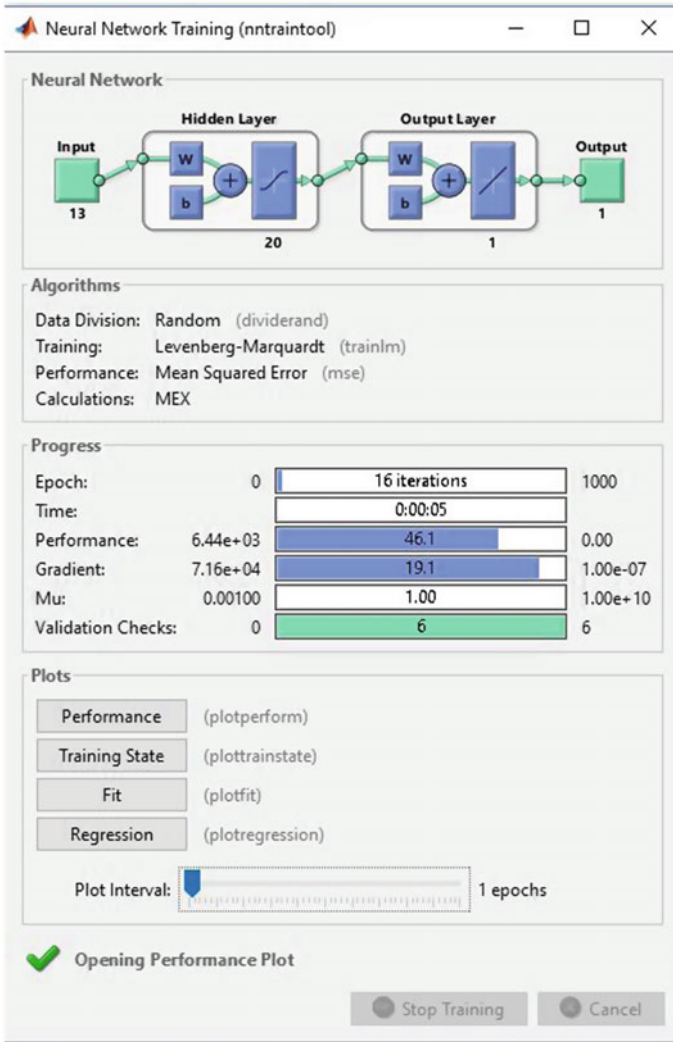 Neural Network Training (nntraintool)
Neural Network
Hidden Layer
Output Layer
Input
Output
W
W
b
b
13
20
1
1
Algorithms
Data Division: Random (dividerand)
Training: Levenberg-Marquardt (trainlm)
Performance: Mean Squared Error (mse)
Calculations: MEX
Progress
Epoch: 0 16 iterations 1000
Time: 0:00:05
Performance: 6.44e+03 46.1 0.00
Gradient: 7.16e+04 19.1 1.00e-07
Mu: 0.00100 1.00 1.00e+10
Validation Checks: 0 6 6
Plots
Performance (plotperform)
Training State (plottrainstate)
Fit (plotfit)
Regression (plotregression)
Plot Interval: 1 epochs
Opening Performance Plot
Stop Training Cancel